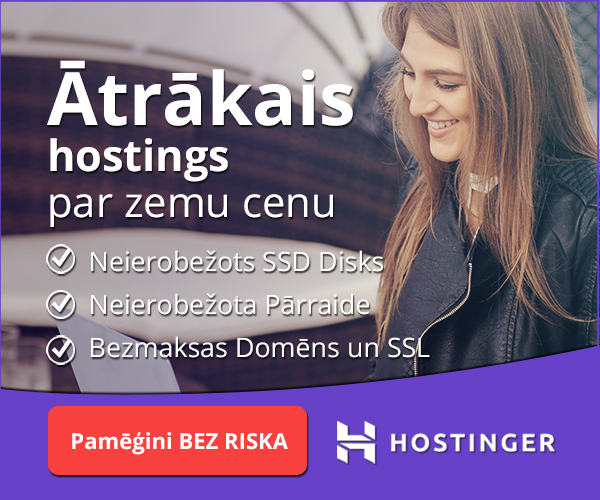 Ātrākais
hostings
par zemu cenu
Neierobežots SSD Disks
Neierobežota Pārraide
Bezmaksas Domēns un SSL
Pamēģini BEZ RISKA
HOSTINGER